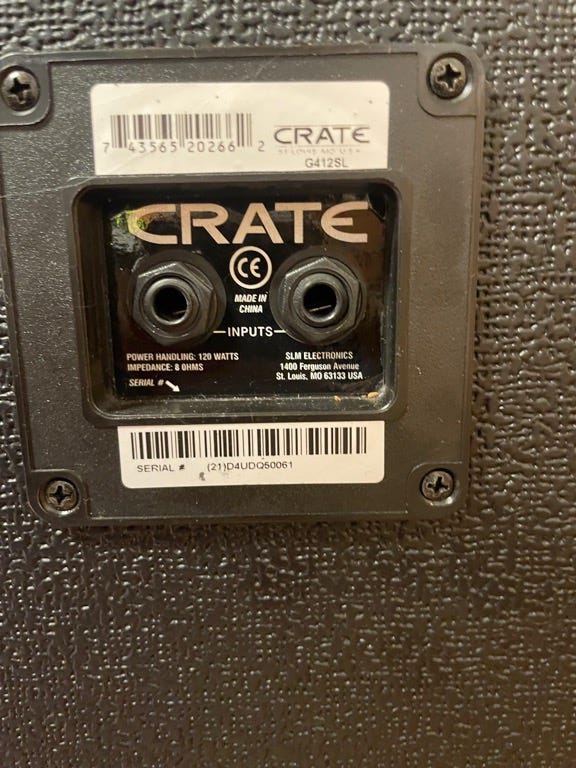 7 43565 20266 2
CRATE
ST. LOUIS, MO. U.S.A.
G412SL
CRATE
CE
MADE IN
CHINA
INPUTS
POWER HANDLING: 120 WATTS
IMPEDANCE: 8 OHMS
SERIAL #
SLM ELECTRONICS
1400 Ferguson Avenue
St. Louis, MO 63133 USA
SERIAL # (21)D4UDQ50061